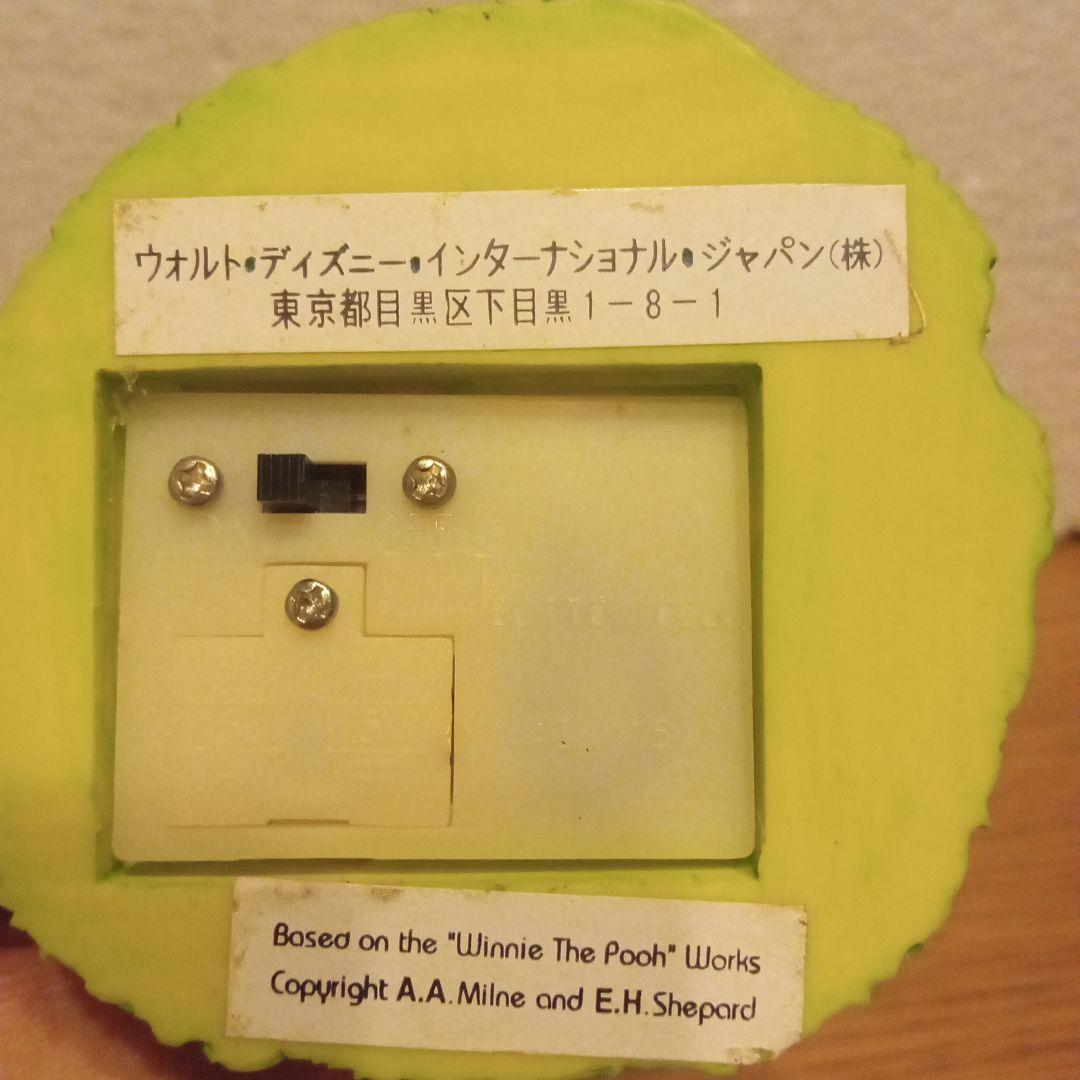 ウォルト•ディズニー•インターナショナル•ジャパン(株)
東京都目黒区下目黒1-8-1
Based on the "Winnie The Pooh" Works
Copyright A.A.Milne and E.H.Shepard